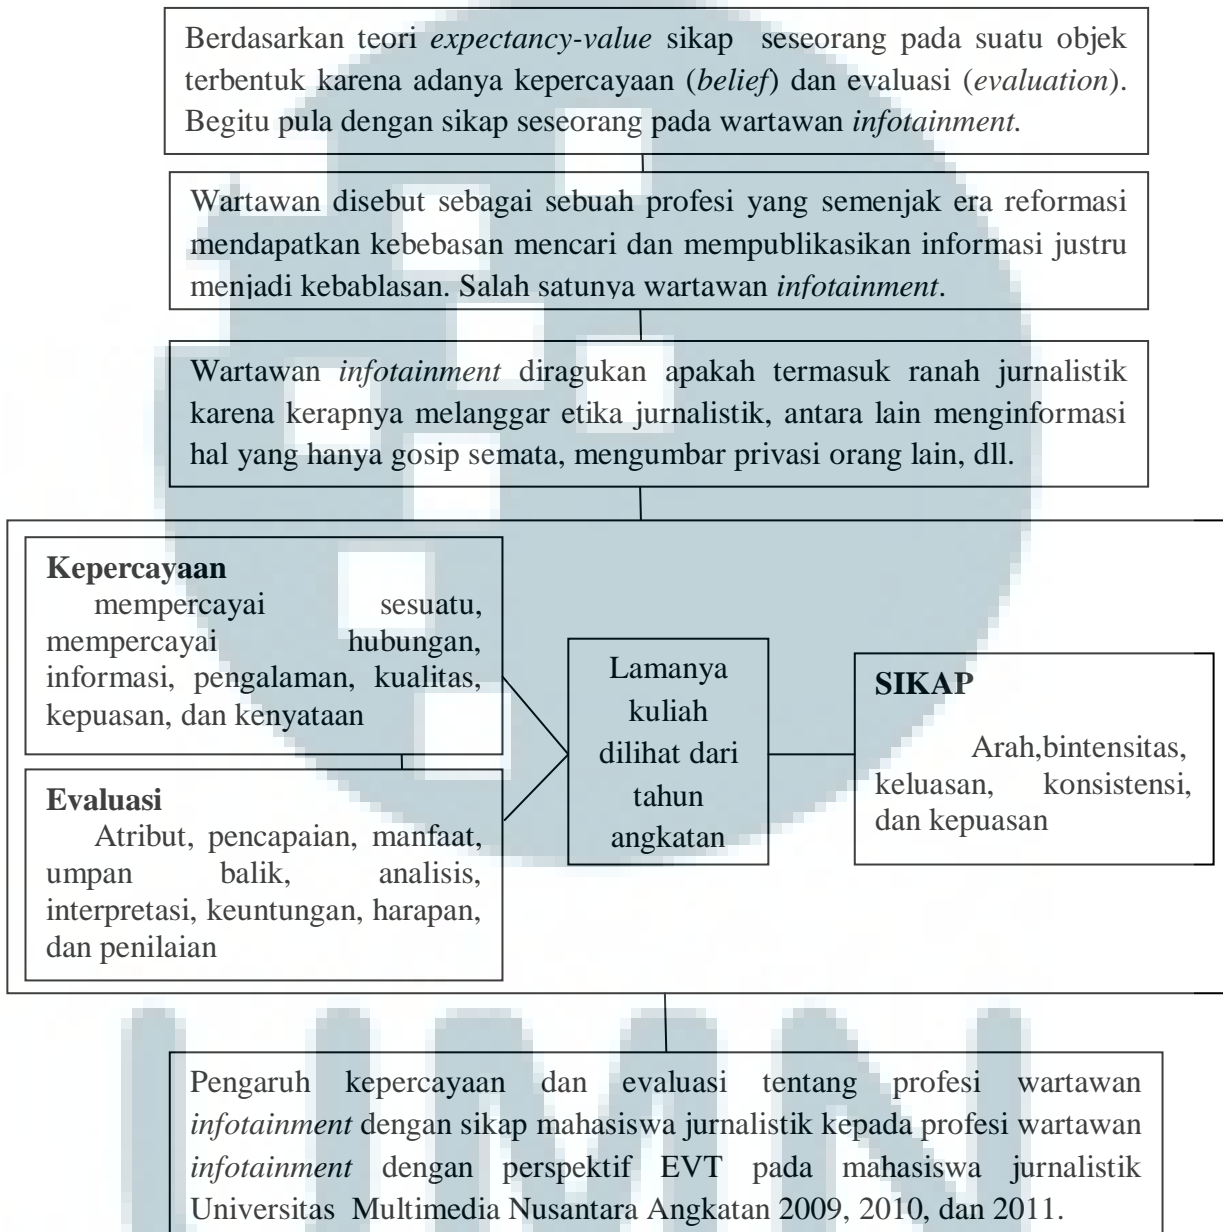 Berdasarkan teori expectancy-value sikap seseorang pada suatu objek
terbentuk karena adanya kepercayaan (belief) dan evaluasi (evaluation).
Begitu pula dengan sikap seseorang pada wartawan infotainment.
Wartawan disebut sebagai sebuah profesi yang semenjak era reformasi
mendapatkan kebebasan mencari dan mempublikasikan informasi justru
menjadi kebablasan. Salah satunya wartawan infotainment.
Wartawan infotainment diragukan apakah termasuk ranah jurnalistik
karena kerapnya melanggar etika jurnalistik, antara lain menginformasi
hal yang hanya gosip semata, mengumbar privasi orang lain, dll.
Kepercayaan
mempercayai sesuatu,
mempercayai hubungan,
informasi, pengalaman, kualitas,
kepuasan, dan kenyataan
Evaluasi
Atribut, pencapaian, manfaat,
umpan balik, analisis,
interpretasi, keuntungan, harapan,
dan penilaian
Lamanya
kuliah
dilihat dari
tahun
angkatan
SIKAP
Arah,bintensitas,
keluasan, konsistensi,
dan kepuasan
Pengaruh kepercayaan dan evaluasi tentang profesi wartawan
infotainment dengan sikap mahasiswa jurnalistik kepada profesi wartawan
infotainment dengan perspektif EVT pada mahasiswa jurnalistik
Universitas Multimedia Nusantara Angkatan 2009, 2010, dan 2011.
UMN